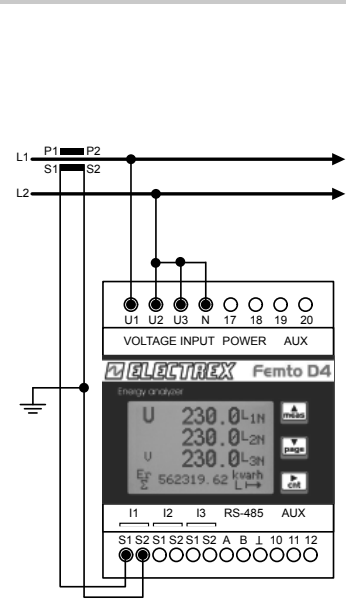 P1 P2
L1
S1 S2
L2
U1 U2 U3 N 17 18 19 20
VOLTAGE INPUT POWER AUX
ELECTREX Femto D4
Energy analyzer
U 230.0 L1N
meas
230.0 L2N
page
U 230.0 L3N
Er Σ 562319.62 kvarh L
cnt
I1 I2 I3 RS-485 AUX
S1 S2 S1 S2 S1 S2 A B ⊥ 10 11 12